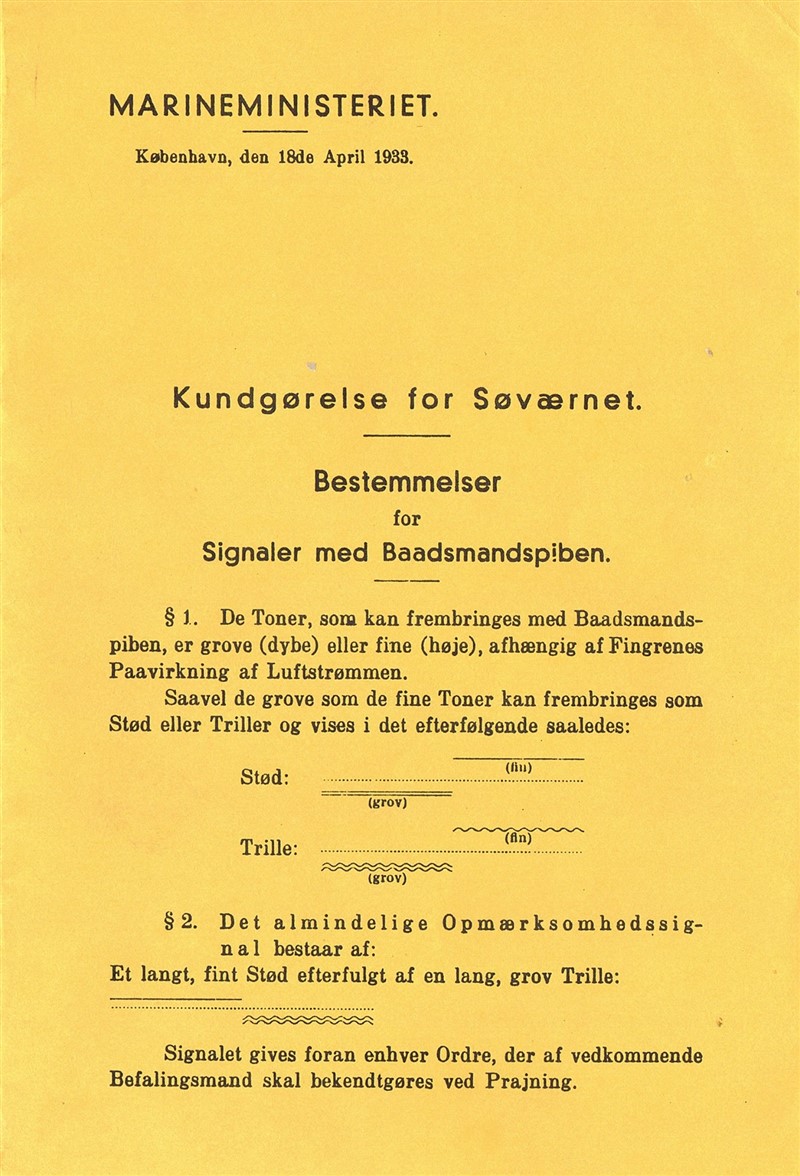 MARINEMINISTERIET.
København, den 18de April 1933.
Kundgørelse for Søværnet.
Bestemmelser
for
Signaler med Baadsmandspiben.
§ 1. De Toner, som kan frembringes med Baadsmands-
piben, er grove (dybe) eller fine (høje), afhængig af Fingrenes
Paavirkning af Luftstrømmen.
Saavel de grove som de fine Toner kan frembringes som
Stød eller Triller og vises i det efterfølgende saaledes:
(fin)
Stød:
(grov)
(fin)
Trille:
(grov)
§ 2. Det almindelige Opmærksomhedssig-
nal bestaar af:
Et langt, fint Stød efterfulgt af en lang, grov Trille:
Signalet gives foran enhver Ordre, der af vedkommende
Befalingsmand skal bekendtgøres ved Prajning.